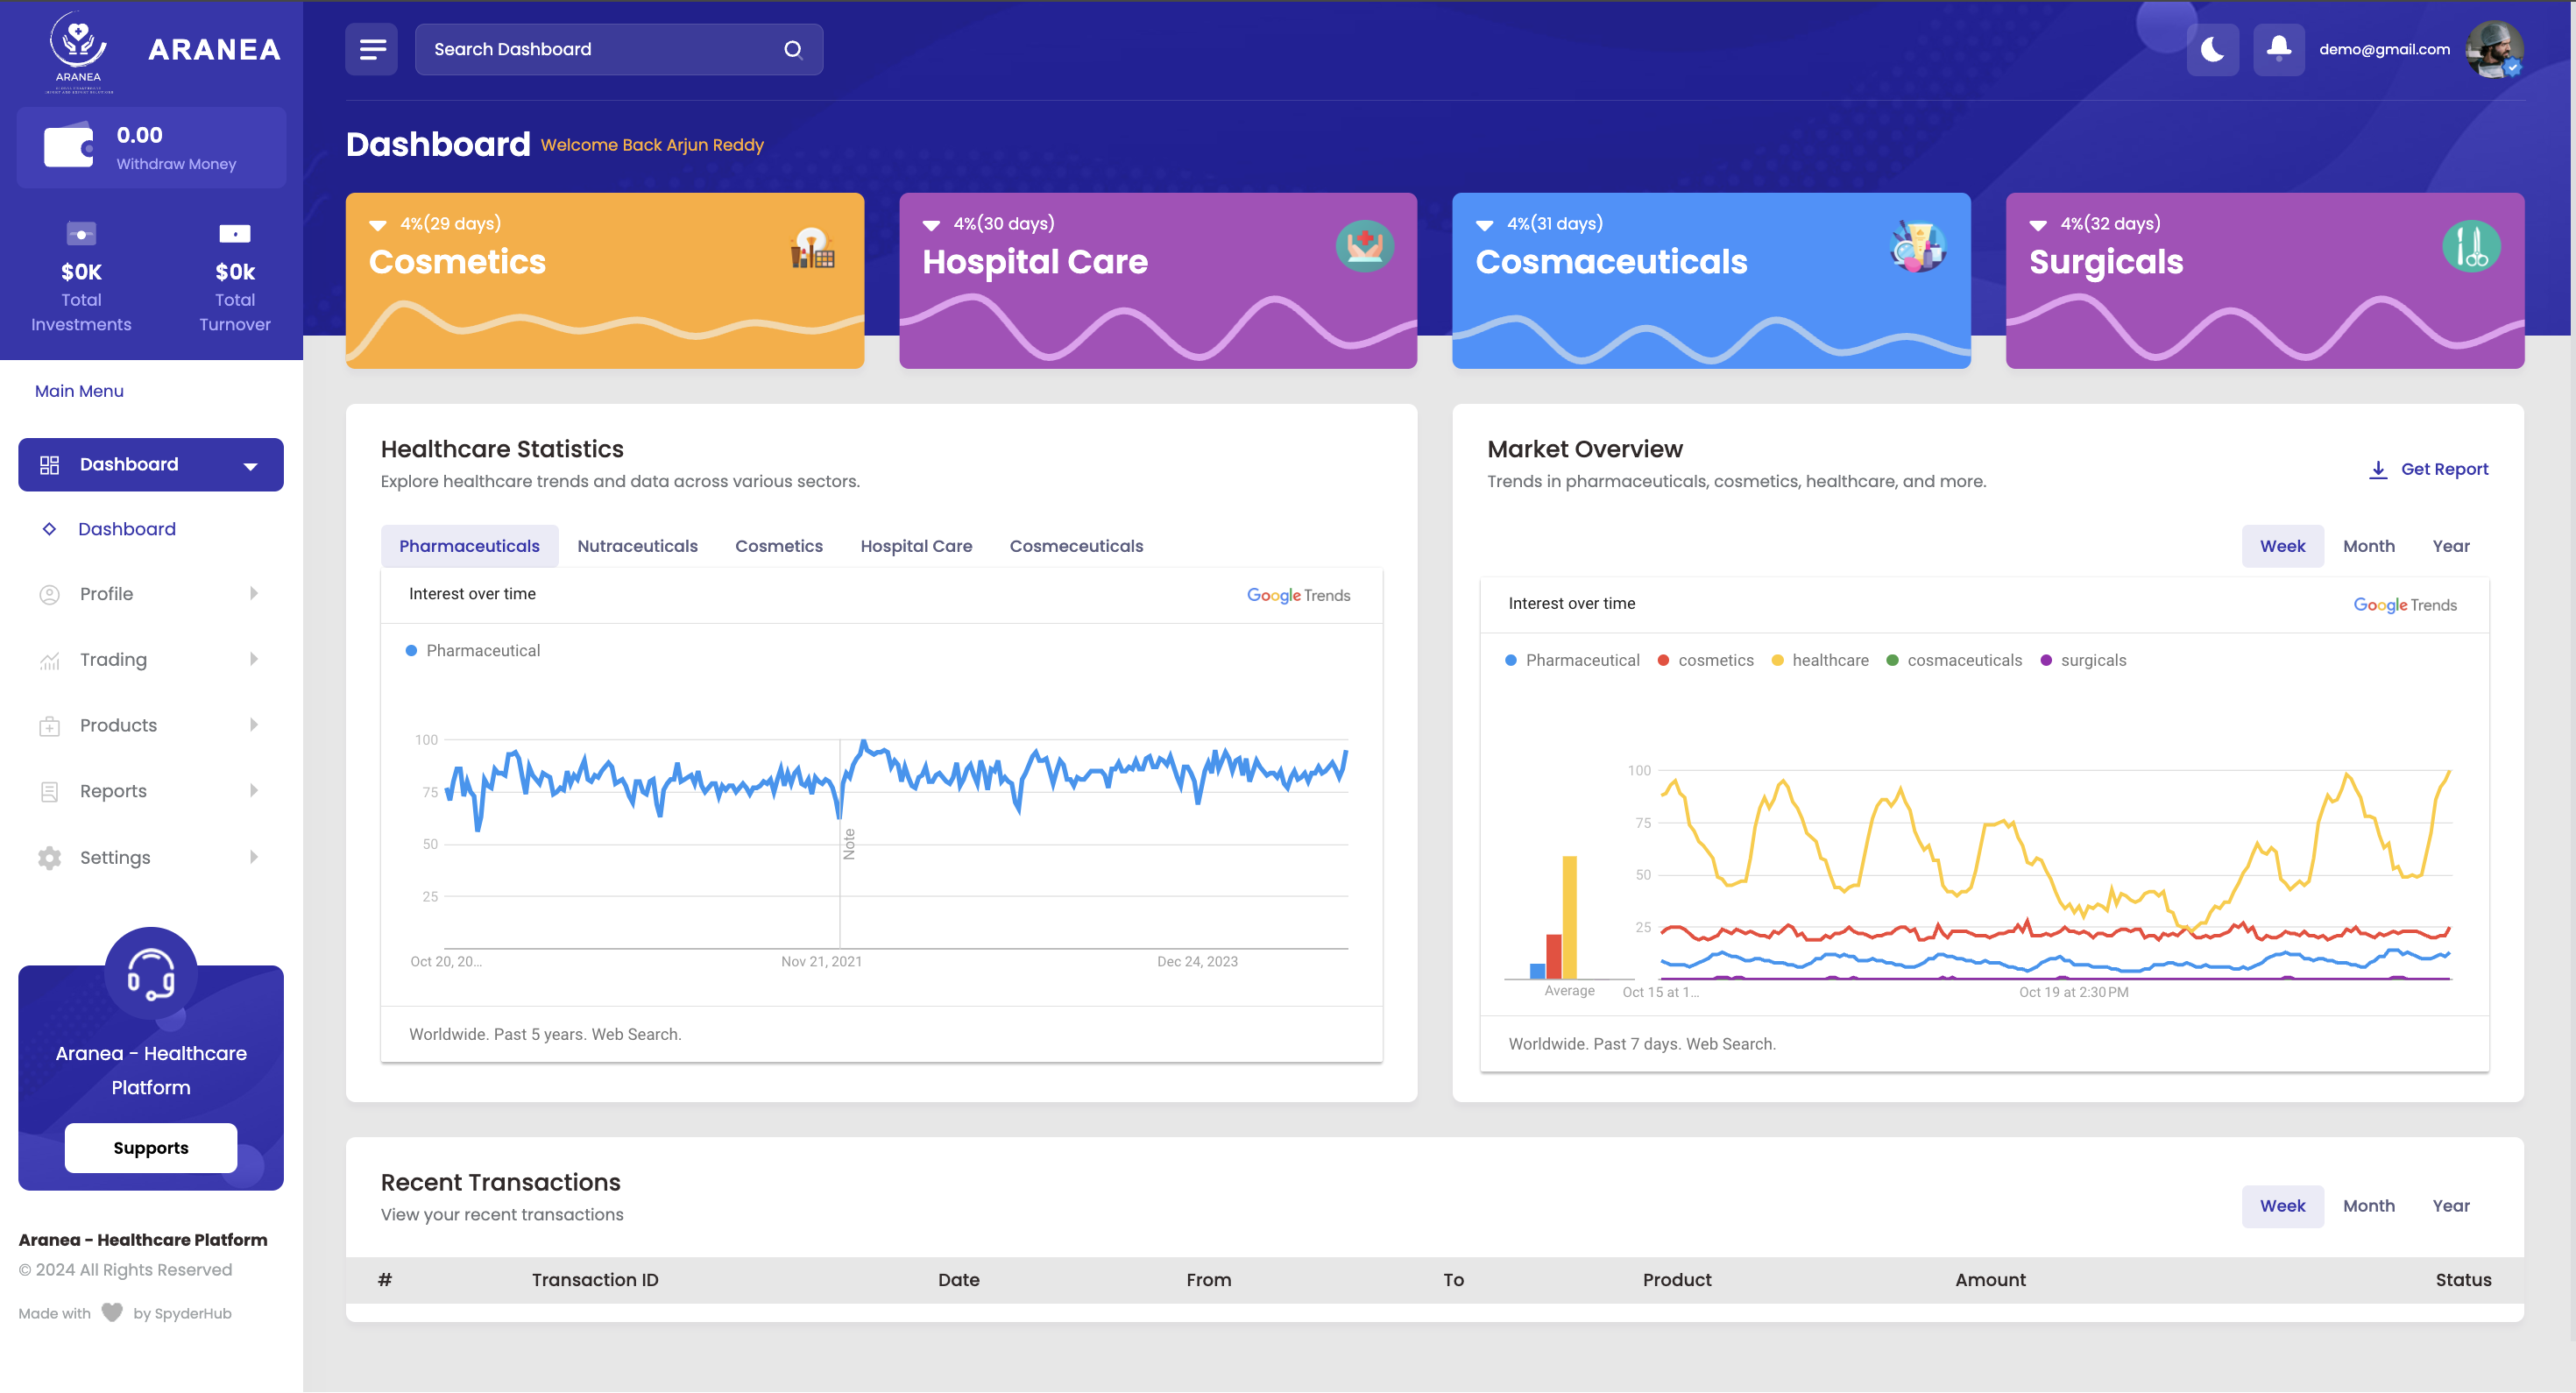 ARANEA
ARANEA
0.00
Withdraw Money
$0K
Total
Investments
$0k
Total
Turnover
Main Menu
Dashboard
Dashboard
Profile
Trading
Products
Reports
Settings
Aranea - Healthcare
Platform
Supports
Aranea - Healthcare Platform
© 2024 All Rights Reserved
Made with by SpyderHub
Search Dashboard
demo@gmail.com
Dashboard Welcome Back Arjun Reddy
4%(29 days)
Cosmetics
4%(30 days)
Hospital Care
4%(31 days)
Cosmaceuticals
4%(32 days)
Surgicals
Healthcare Statistics
Explore healthcare trends and data across various sectors.
Pharmaceuticals Nutraceuticals Cosmetics Hospital Care Cosmeceuticals
Interest over time Google Trends
Pharmaceutical
100
75
50
25
Note
Oct 20, 20... Nov 21, 2021 Dec 24, 2023
Worldwide. Past 5 years. Web Search.
Market Overview
Trends in pharmaceuticals, cosmetics, healthcare, and more.
Get Report
Week Month Year
Interest over time Google Trends
Pharmaceutical cosmetics healthcare cosmaceuticals surgicals
100
75
50
25
Average Oct 15 at 1... Oct 19 at 2:30 PM
Worldwide. Past 7 days. Web Search.
Recent Transactions
View your recent transactions
Week Month Year
# Transaction ID Date From To Product Amount Status